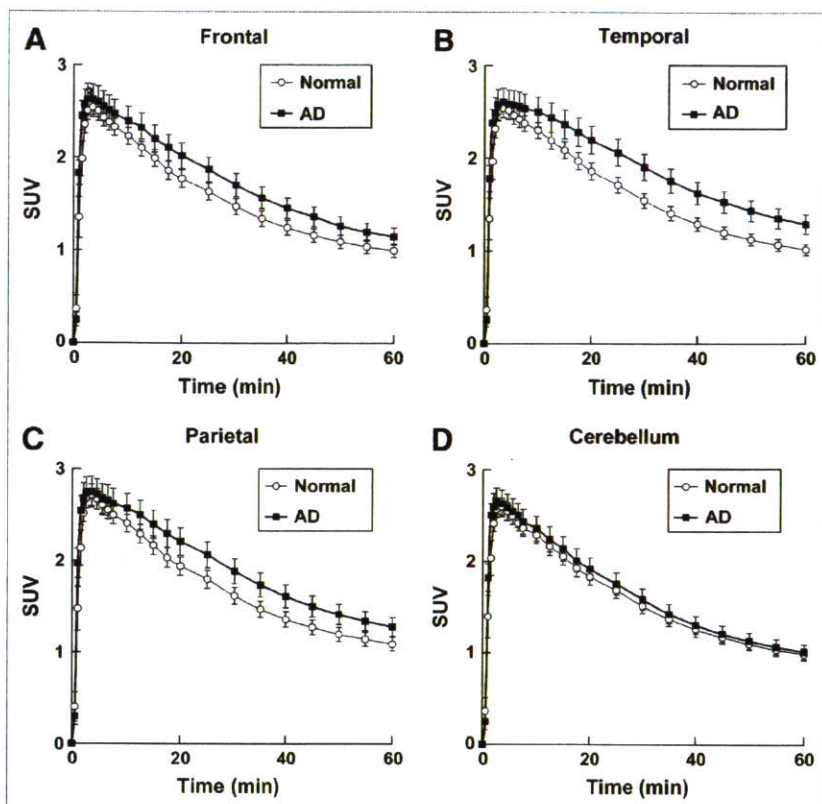 A Frontal
3
2
1
0
SUV
Normal
AD
0 20 40 60
Time (min)
B Temporal
3
2
1
0
SUV
Normal
AD
0 20 40 60
Time (min)
C Parietal
3
2
1
0
SUV
Normal
AD
0 20 40 60
Time (min)
D Cerebellum
3
2
1
0
SUV
Normal
AD
0 20 40 60
Time (min)